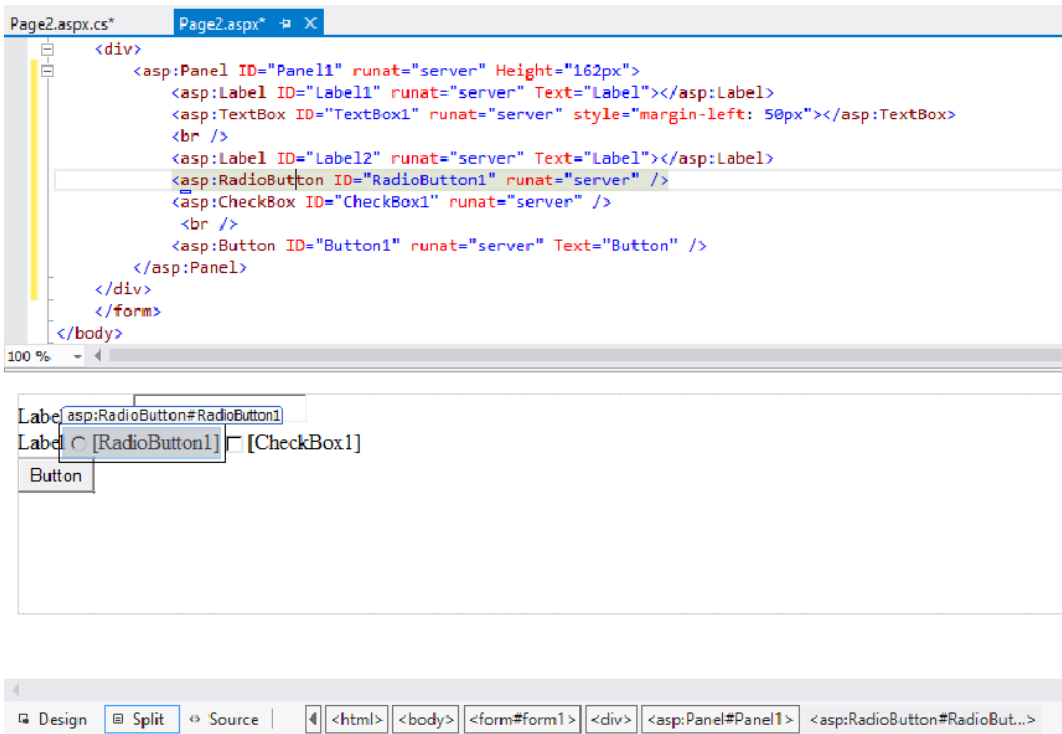 Page2.aspx.cs* Page2.aspx*
<div>
<asp:Panel ID="Panel1" runat="server" Height="162px">
<asp:Label ID="Label1" runat="server" Text="Label"></asp:Label>
<asp:TextBox ID="TextBox1" runat="server" style="margin-left: 50px"></asp:TextBox>
<br />
<asp:Label ID="Label2" runat="server" Text="Label"></asp:Label>
<asp:RadioButton ID="RadioButton1" runat="server" />
<asp:CheckBox ID="CheckBox1" runat="server" />
<br />
<asp:Button ID="Button1" runat="server" Text="Button" />
</asp:Panel>
</div>
</form>
</body>
100 %
Label asp:RadioButton#RadioButton1
Label [RadioButton1] [CheckBox1]
Button
Design Split Source <html> <body> <form#form1> <div> <asp:Panel#Panel1> <asp:RadioButton#RadioBut...>